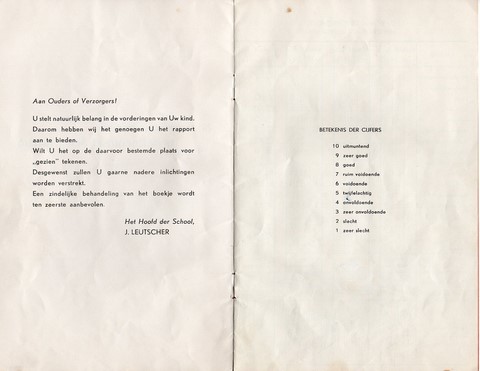 Aan Ouders of Verzorgers!
U stelt natuurlijk belang in de vorderingen van Uw kind.
Daarom hebben wij het genoegen U het rapport
aan te bieden.
Wilt U het op de daarvoor bestemde plaats voor
„gezien” tekenen.
Desgewenst zullen U gaarne nadere inlichtingen
worden verstrekt.
Een zindelijke behandeling van het boekje wordt
ten zeerste aanbevolen.
Het Hoofd der School,
J. LEUTSCHER
BETEKENIS DER CIJFERS
10 uitmuntend
9 zeer goed
8 goed
7 ruim voldoende
6 voldoende
5 twijfelachtig
4 onvoldoende
3 zeer onvoldoende
2 slecht
1 zeer slecht